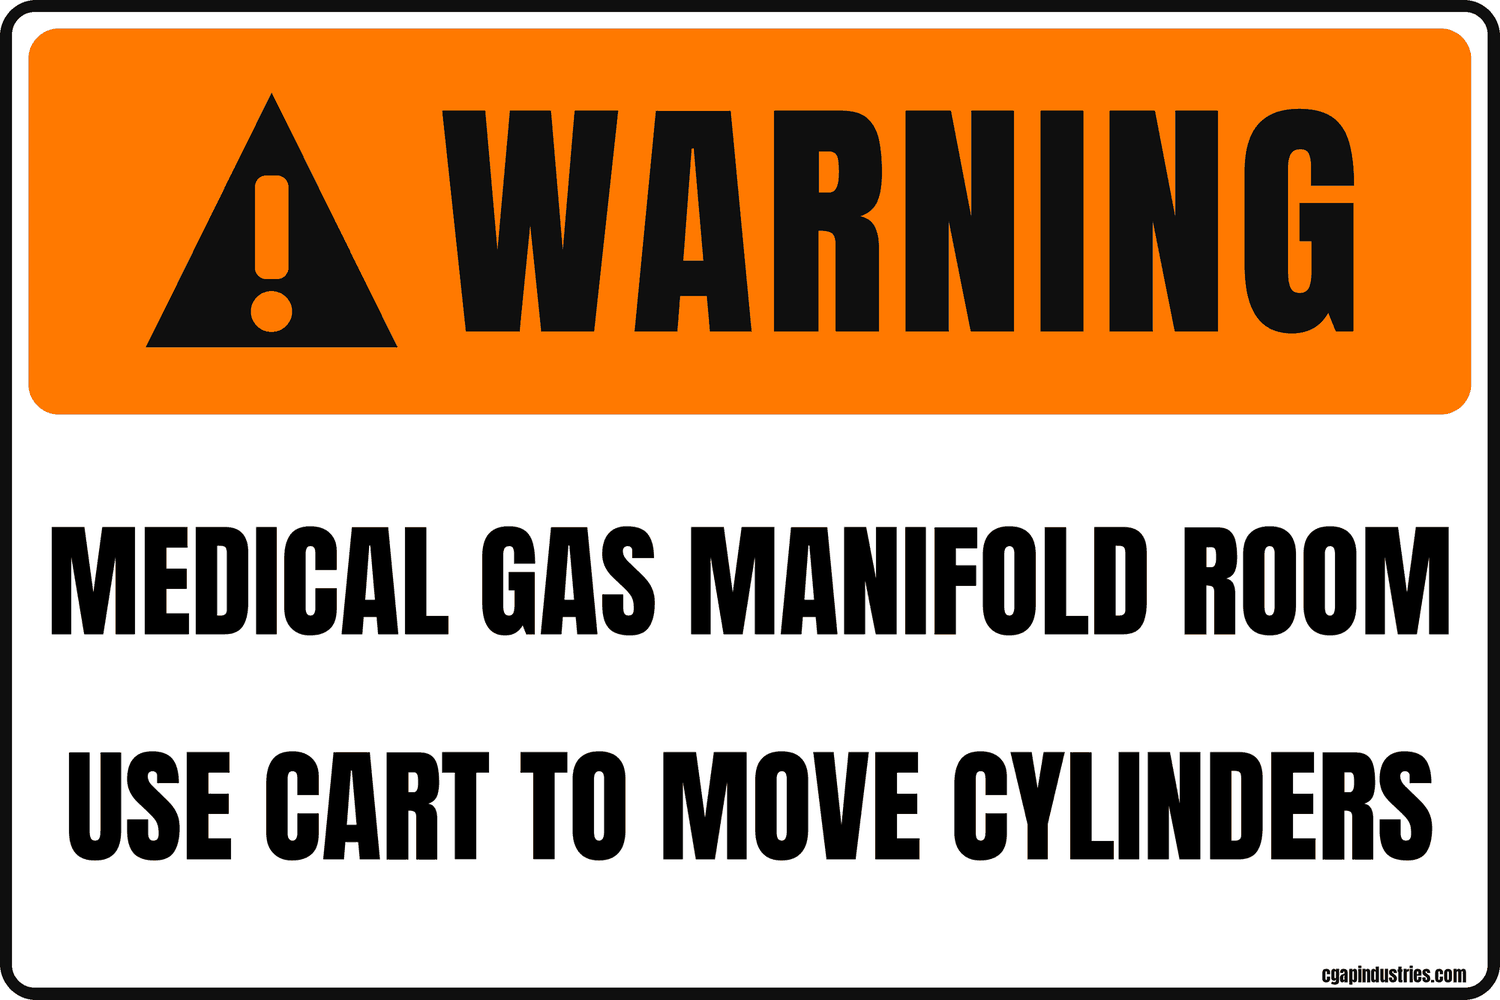 WARNING
MEDICAL GAS MANIFOLD ROOM
USE CART TO MOVE CYLINDERS
cgapindustries.com